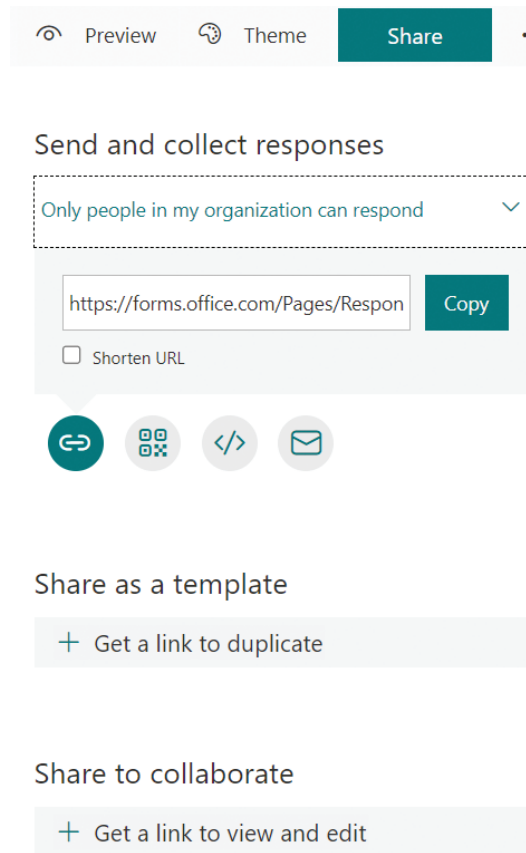 Preview Theme Share
Send and collect responses
Only people in my organization can respond
https://forms.office.com/Pages/Respon Copy
Shorten URL
Share as a template
+ Get a link to duplicate
Share to collaborate
+ Get a link to view and edit